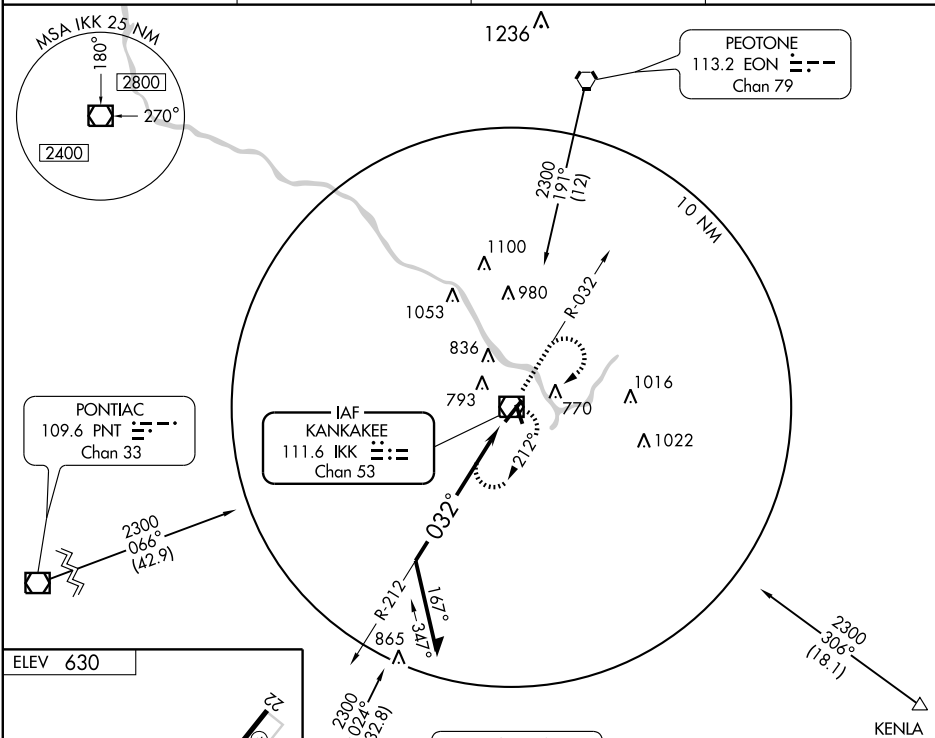 MSA IKK 25 NM
180°
2800
270°
2400
1236
PEOTONE
113.2 EON
Chan 79
2300
191°
(12)
10 NM
1100
980
1053
R-032
836
793
770
1016
1022
IAF
KANKAKEE
111.6 IKK
Chan 53
PONTIAC
109.6 PNT
Chan 33
2300
066°
(42.9)
212°
032°
R-212
167°
347°
865
2300
024°
32.8)
2300
306°
(18.1)
KENLA
ELEV 630
22